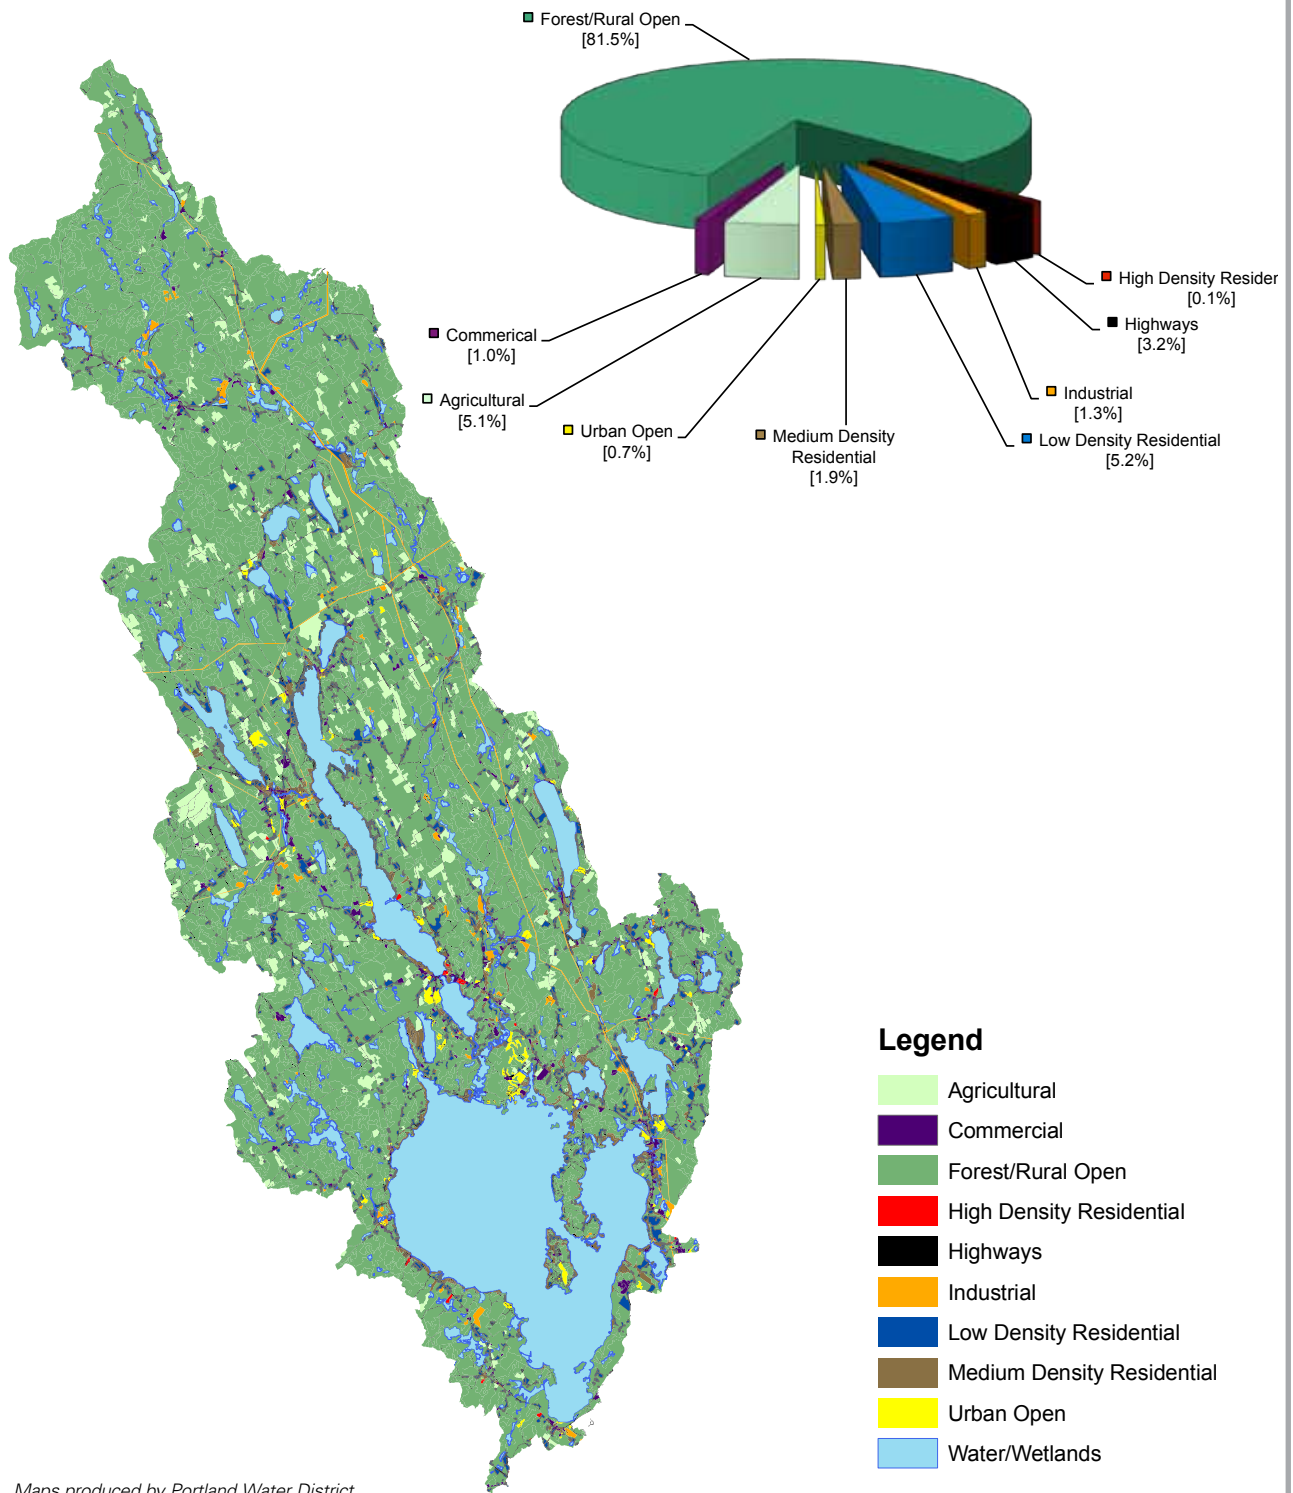 Forest/Rural Open
[81.5%]
High Density Resider
[0.1%]
Highways
[3.2%]
Commerical
[1.0%]
Industrial
[1.3%]
Agricultural
[5.1%]
Urban Open
[0.7%]
Medium Density
Residential
[1.9%]
Low Density Residential
[5.2%]
Legend
Agricultural
Commercial
Forest/Rural Open
High Density Residential
Highways
Industrial
Low Density Residential
Medium Density Residential
Urban Open
Water/Wetlands
Maps produced by Portland Water District